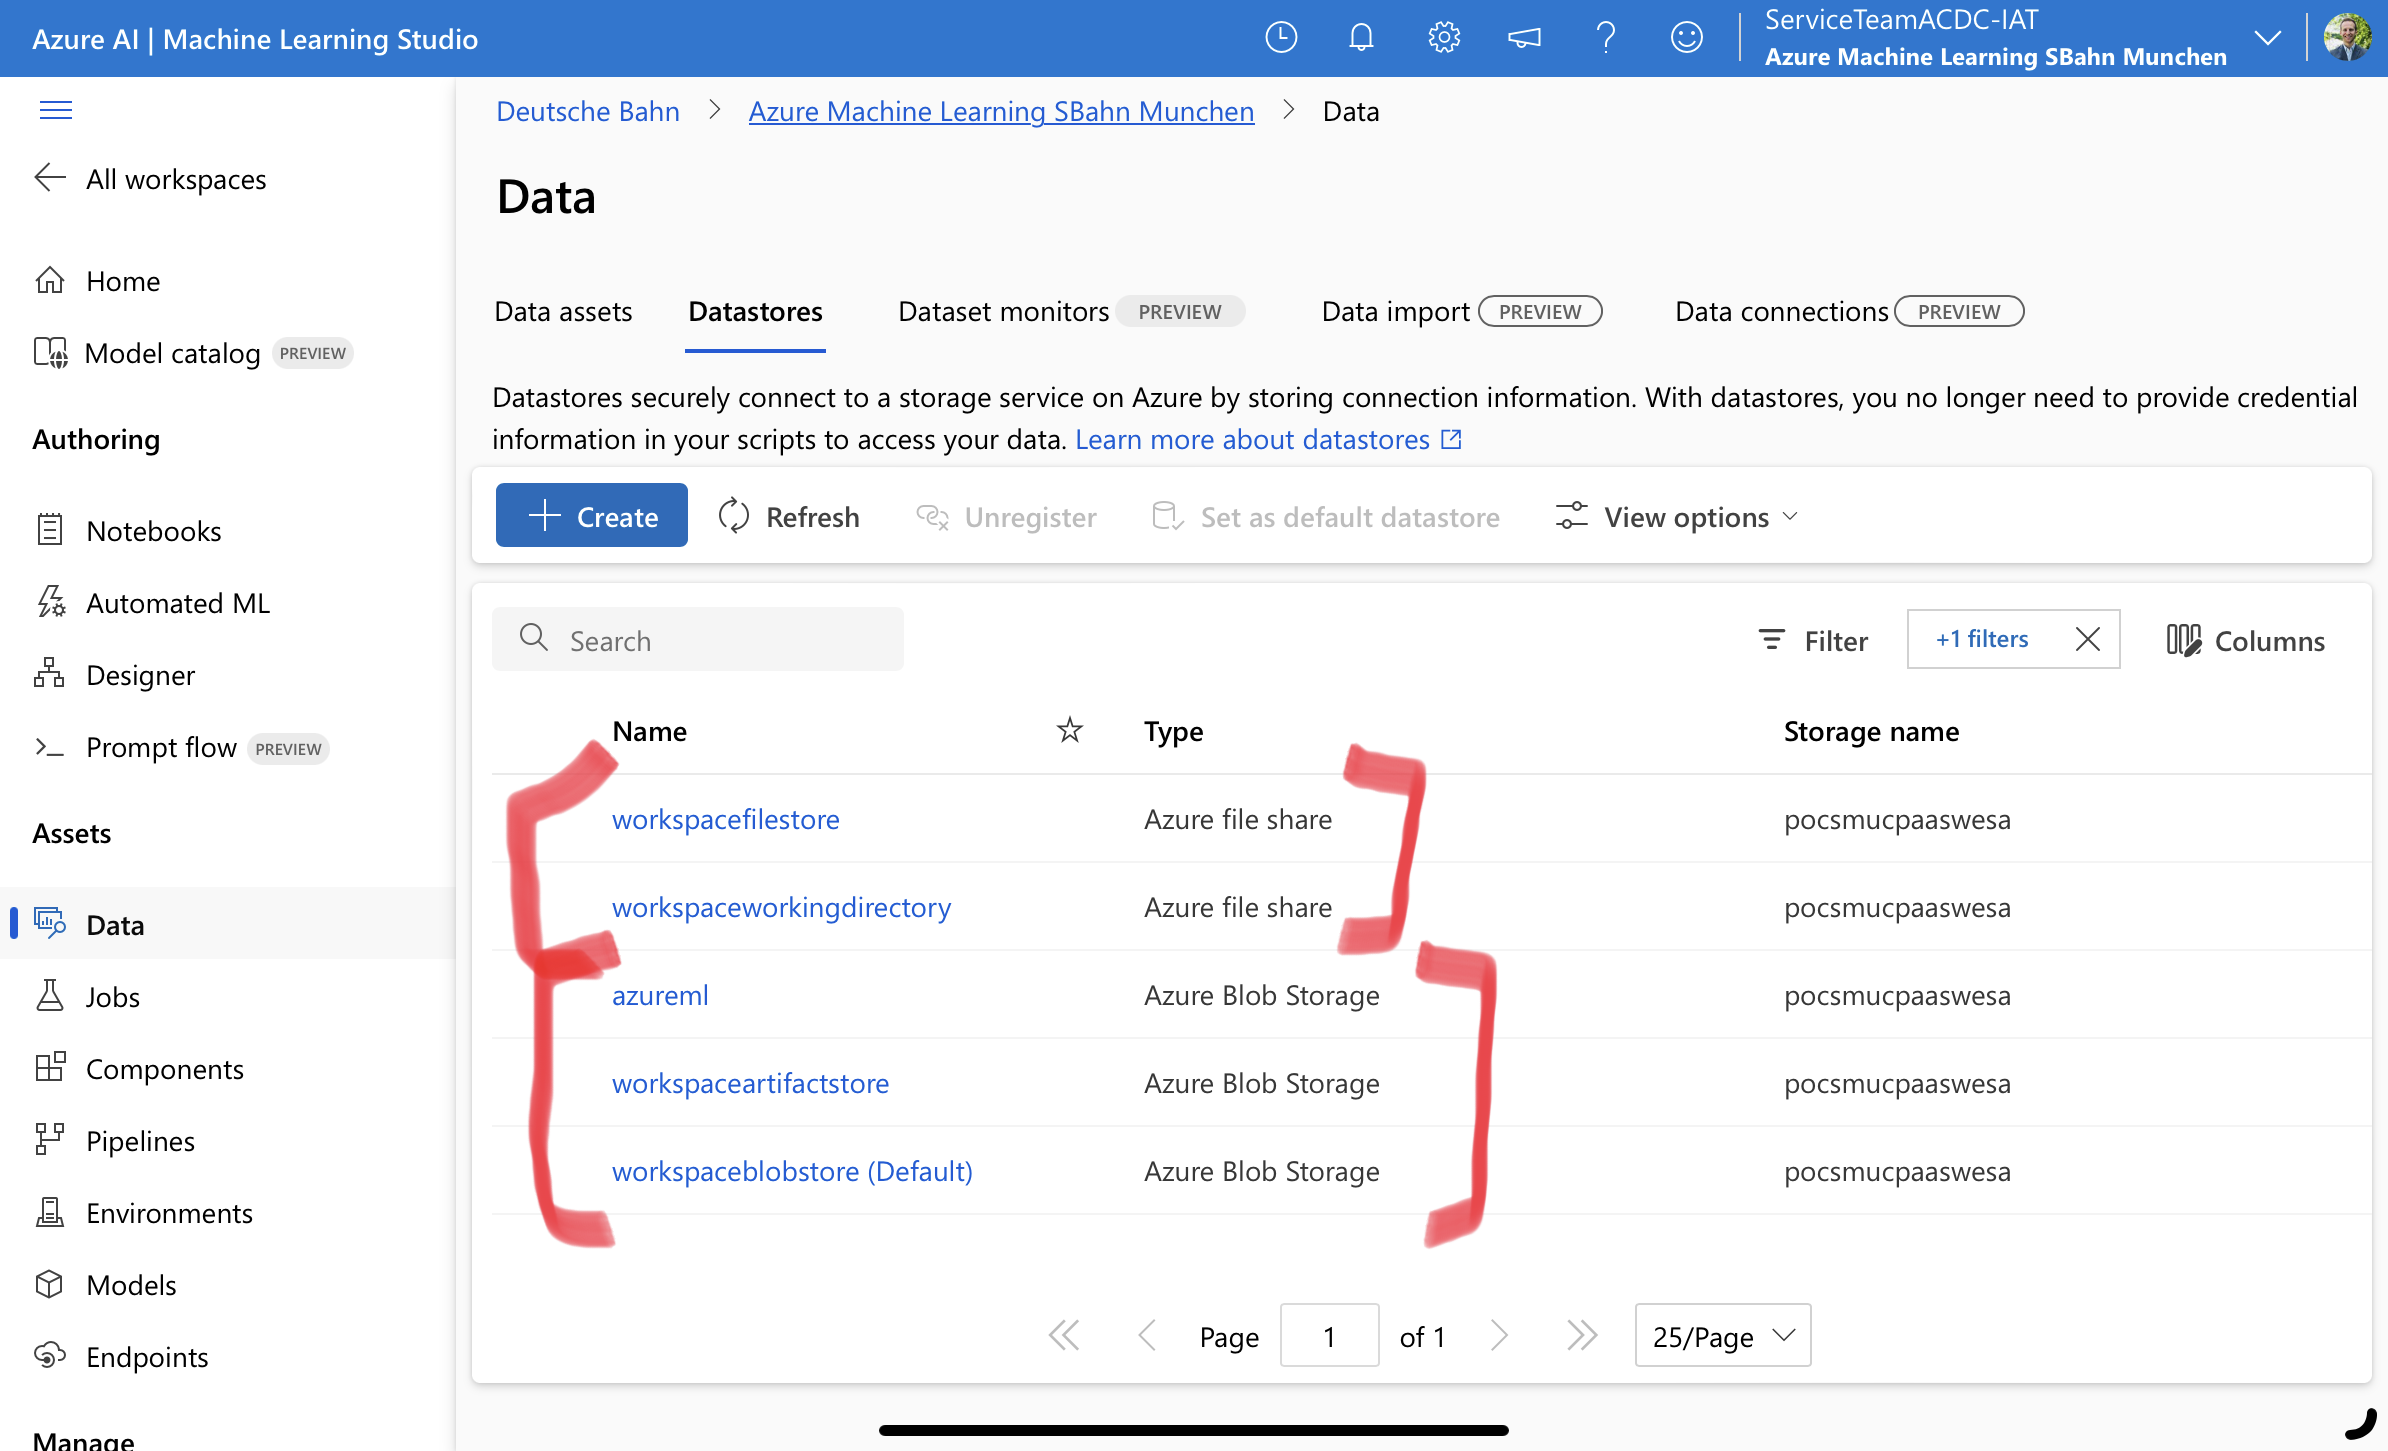 Azure AI | Machine Learning Studio
ServiceTeamACDC-IAT
Azure Machine Learning SBahn Munchen
All workspaces
Home
Model catalog PREVIEW
Authoring
Notebooks
Automated ML
Designer
Prompt flow PREVIEW
Assets
Data
Jobs
Components
Pipelines
Environments
Models
Endpoints
Manage
Deutsche Bahn > Azure Machine Learning SBahn Munchen > Data
Data
Data assets Datastores Dataset monitors PREVIEW Data import PREVIEW Data connections PREVIEW
Datastores securely connect to a storage service on Azure by storing connection information. With datastores, you no longer need to provide credential
information in your scripts to access your data. Learn more about datastores
Create Refresh Unregister Set as default datastore View options
Search Filter +1 filters Columns
Name Type Storage name
workspacefilestore Azure file share pocsmucpaaswesa
workspaceworkingdirectory Azure file share pocsmucpaaswesa
azureml Azure Blob Storage pocsmucpaaswesa
workspaceartifactstore Azure Blob Storage pocsmucpaaswesa
workspaceblobstore (Default) Azure Blob Storage pocsmucpaaswesa
Page 1 of 1 25/Page